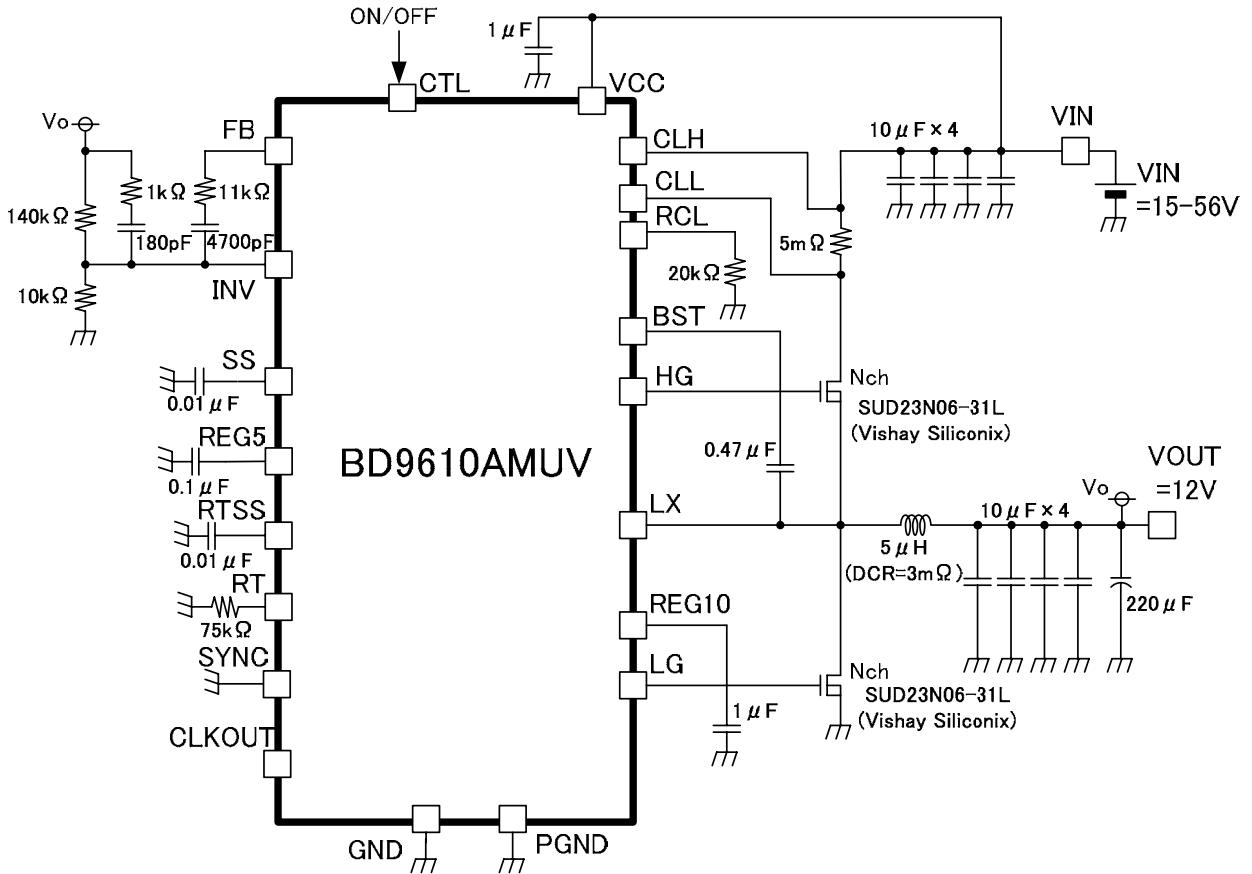 ON/OFF
1μF
CTL
VCC
Vo
FB
CLH
10μF×4
VIN
1kΩ
11kΩ
CLL
VIN
=15-56V
140kΩ
RCL
180pF
4700pF
5mΩ
20kΩ
INV
10kΩ
BST
SS
HG
Nch
SUD23N06-31L
(Vishay Siliconix)
0.01μF
REG5
BD9610AMUV
0.47μF
VOUT
=12V
0.1μF
Vo
RTSS
LX
10μF×4
5μH
(DCR=3mΩ)
0.01μF
RT
REG10
220μF
75kΩ
SYNC
LG
Nch
SUD23N06-31L
(Vishay Siliconix)
1μF
CLKOUT
GND
PGND